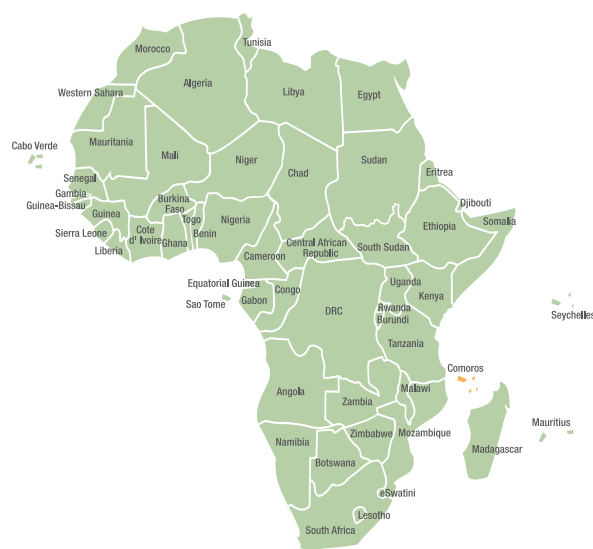 Tunisia
Morocco
Algeria
Libya
Egypt
Western Sahara
Cabo Verde
Mauritania
Mali
Niger
Chad
Sudan
Eritrea
Senegal
Gambia
Guinea-Bissau
Guinea
Burkina
Faso
Djibouti
Somalia
Sierra Leone
Liberia
Cote
d' Ivoire
Ghana
Togo
Benin
Nigeria
Ethiopia
Central African
Republic
South Sudan
Cameroon
Equatorial Guinea
Sao Tome
Gabon
Congo
DRC
Uganda
Kenya
Rwanda
Burundi
Seychelles
Tanzania
Comoros
Angola
Zambia
Malawi
Mozambique
Mauritius
Madagascar
Namibia
Zimbabwe
Botswana
eSwatini
Lesotho
South Africa